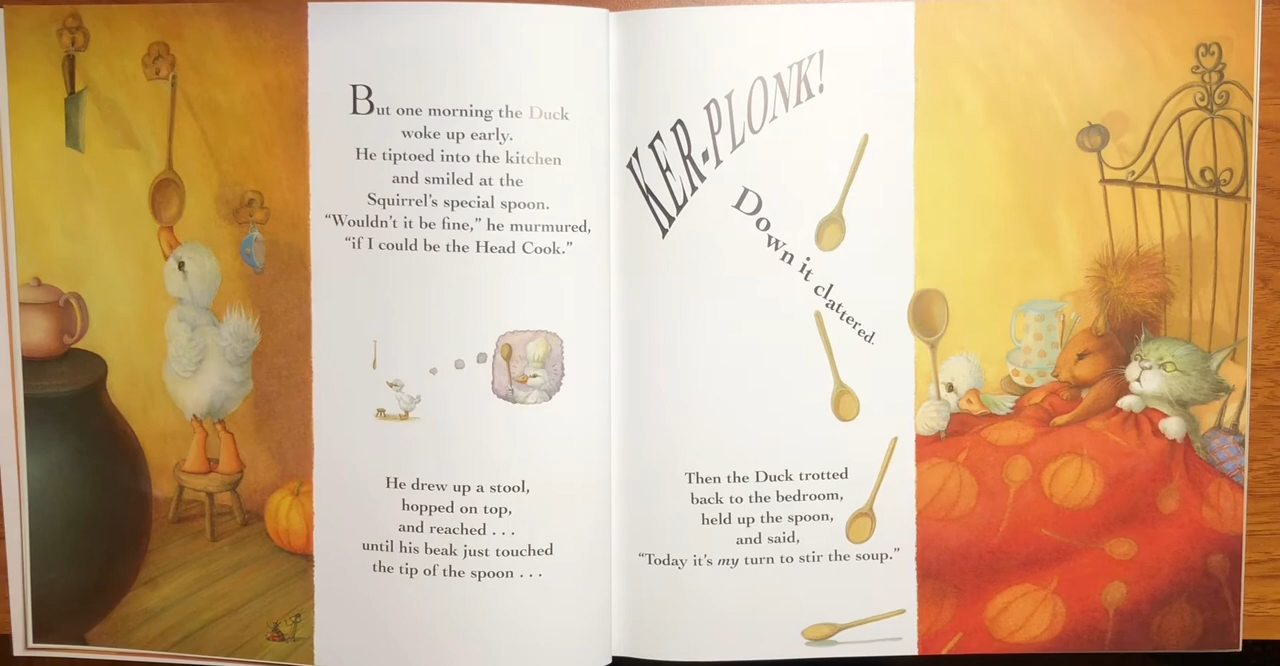 But one morning the Duck
woke up early.
He tiptoed into the kitchen
and smiled at the
Squirrel's special spoon.
“Wouldn't it be fine,” he murmured,
“if I could be the Head Cook.”
He drew up a stool,
hopped on top,
and reached . . .
until his beak just touched
the tip of the spoon . . .
KER-PLONK!
Down it clattered.
Then the Duck trotted
back to the bedroom,
held up the spoon,
and said,
“Today it's my turn to stir the soup.”